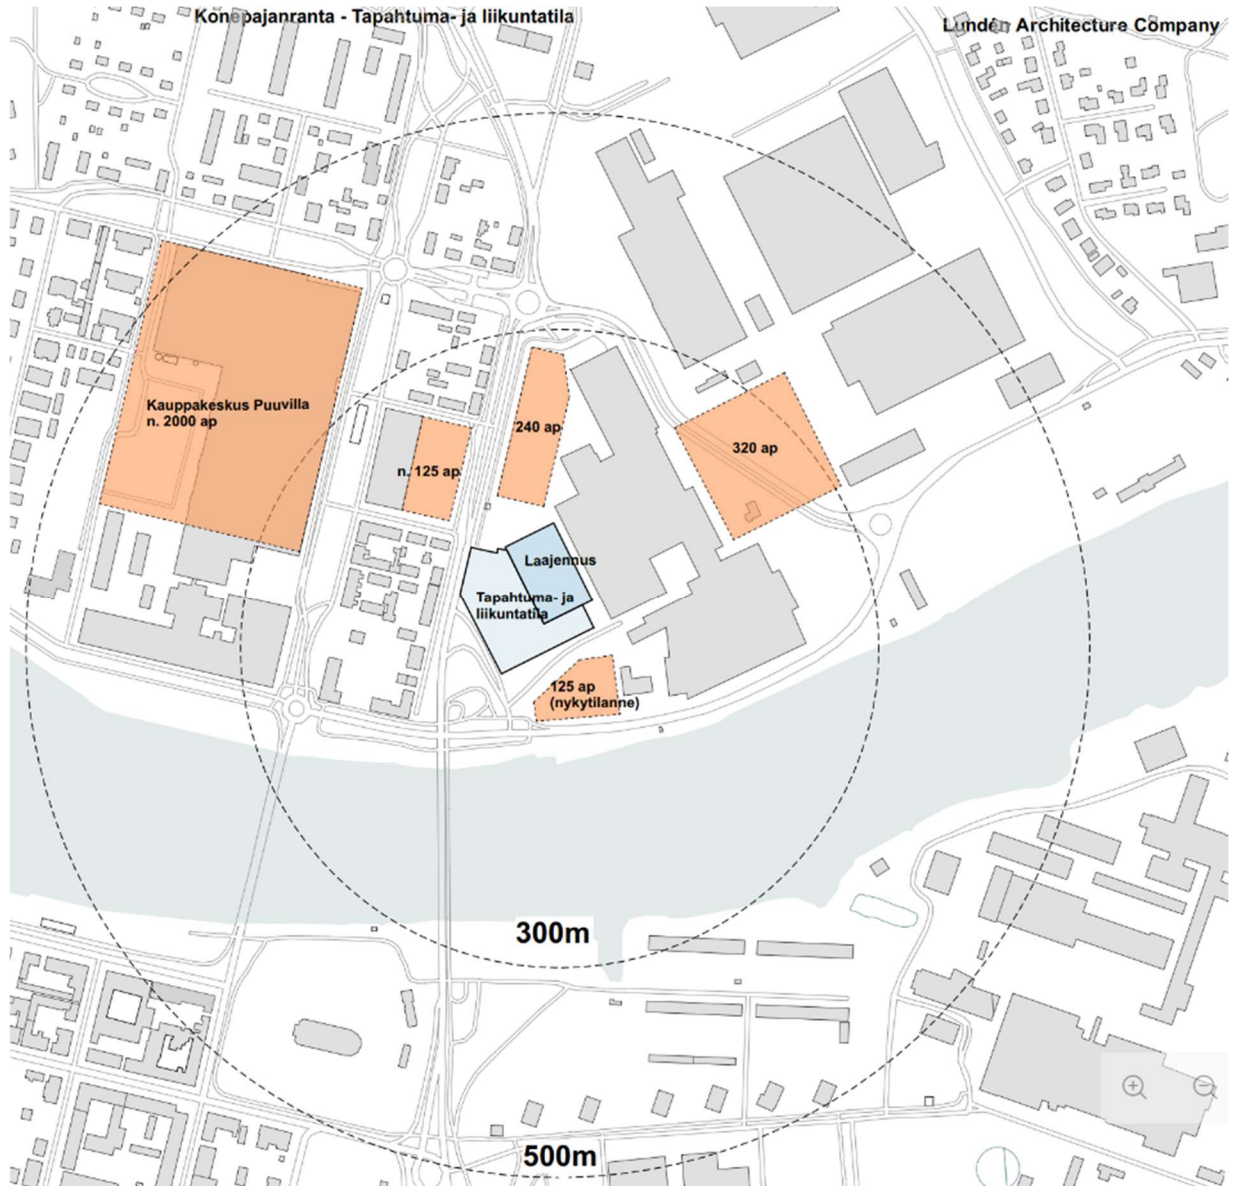 Konepajanranta - Tapahtuma- ja liikuntatila
Lundén Architecture Company
Kauppakeskus Puuvilla
n. 2000 ap
n. 125 ap
240 ap
320 ap
Laajennus
Tapahtuma- ja
liikuntatila
125 ap
(nykytilanne)
300m
500m